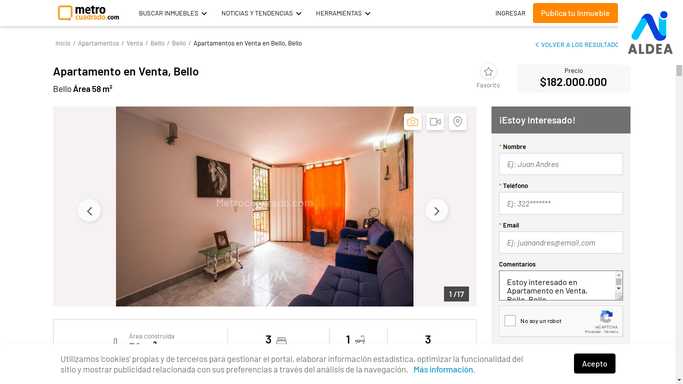 metro
cuadrado.com
BUSCAR INMUEBLES
NOTICIAS Y TENDENCIAS
HERRAMIENTAS
INGRESAR
Publica tu Inmueble
AI
ALDEA
Inicio / Apartamentos / Venta / Bello / Bello / Apartamentos en Venta en Bello, Bello
< VOLVER A LOS RESULTADO
Apartamento en Venta, Bello
Bello Área 58 m²
Favorito
Precio
$182.000.000
Metrocuadrado.com
1 / 17
¡Estoy Interesado!
* Nombre
Ej: Juan Andres
* Teléfono
Ej: 322*******
* Email
Ej: juanandres@email.com
Comentarios
Estoy interesado en
Apartamento en Venta,
Bello, Bello
No soy un robot
reCAPTCHA
Privacidad - Términos
Área construida
3
1
3
Utilizamos 'cookies' propias y de terceros para gestionar el portal, elaborar información estadística, optimizar la funcionalidad del
sitio y mostrar publicidad relacionada con sus preferencias a través del análisis de la navegación. Más información.
Acepto